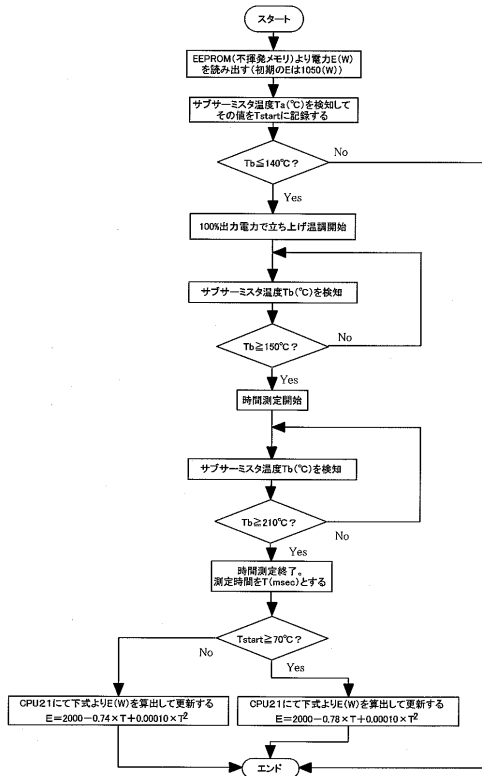 スタート
EEPROM(不揮発メモリ)より電力E(W)
を読み出す(初期のEは1050(W))
サブサーミスタ温度Ta(℃)を検知して
その値をTstartに記録する
Tb≦140℃?
No
Yes
100%出力電力で立ち上げ温調開始
サブサーミスタ温度Tb(℃)を検知
Tb≧150℃?
No
Yes
時間測定開始
サブサーミスタ温度Tb(℃)を検知
Tb≧210℃?
No
Yes
時間測定終了。
測定時間をT(msec)とする
Tstart≧70℃?
No
Yes
CPU21にて下式よりE(W)を算出して更新する
E=2000-0.74×T+0.00010×T²
CPU21にて下式よりE(W)を算出して更新する
E=2000-0.78×T+0.00010×T²
エンド